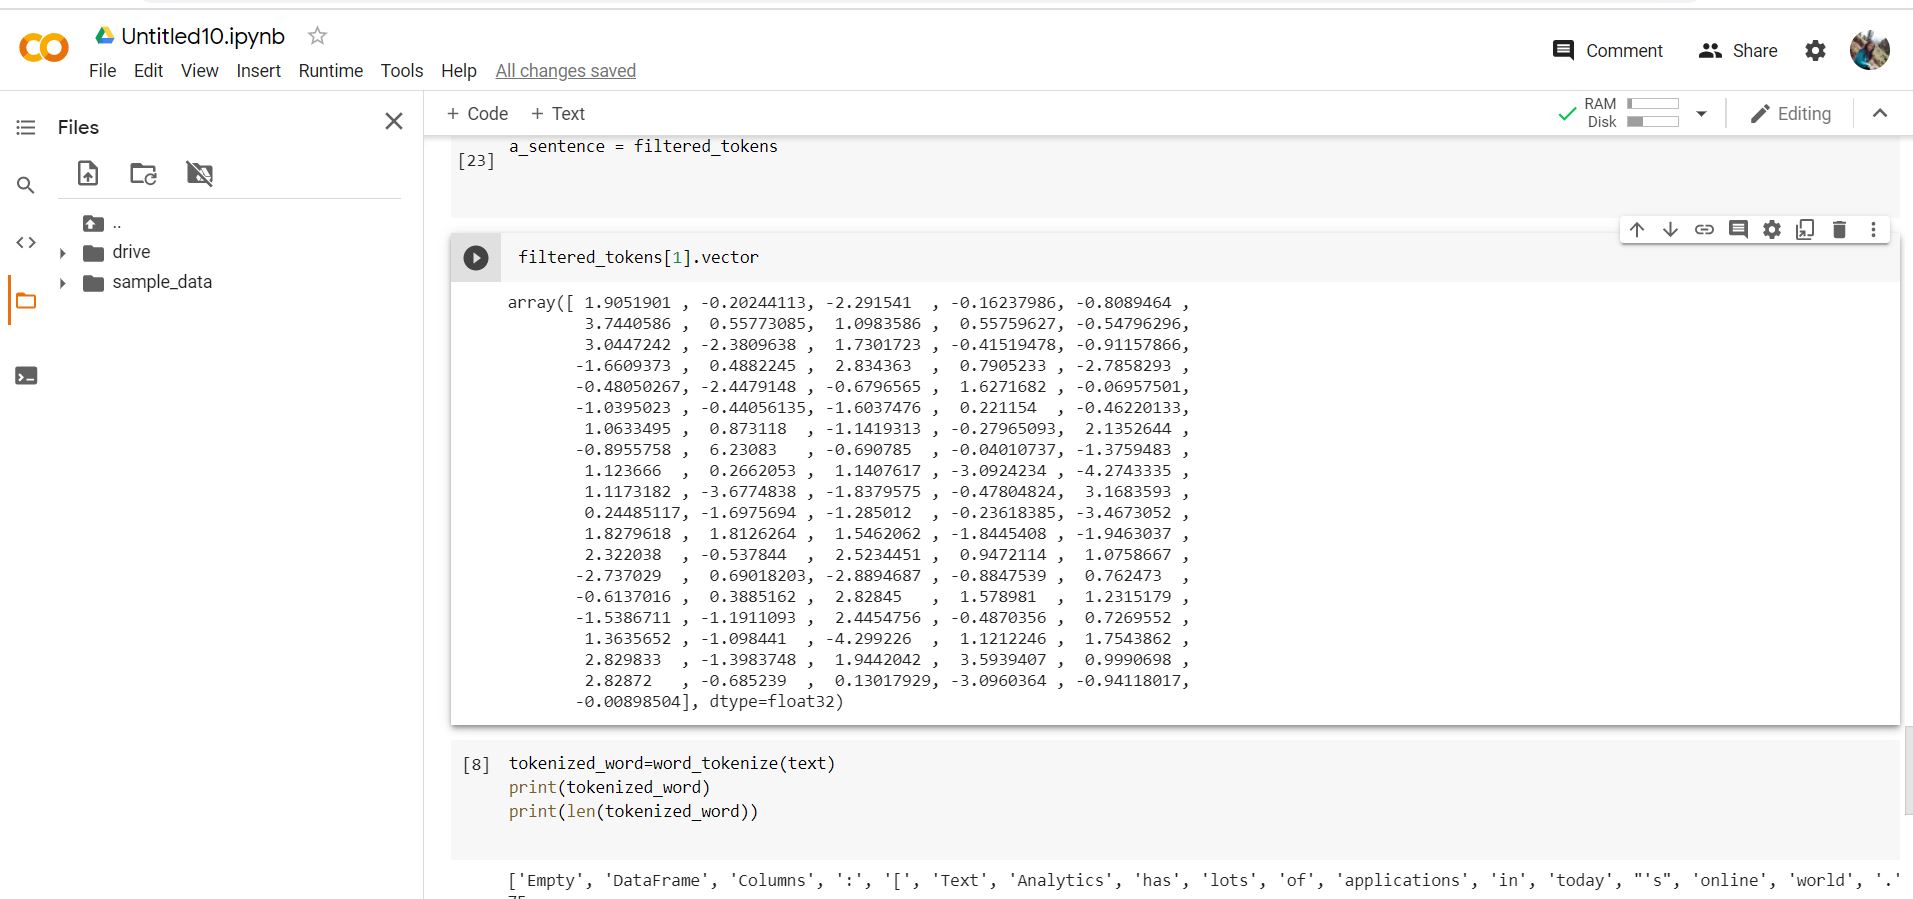 Untitled10.ipynb
File Edit View Insert Runtime Tools Help All changes saved
Comment Share
Files
+ Code + Text
RAM
Disk
Editing
..
drive
sample_data
[23]
a_sentence = filtered_tokens
filtered_tokens[1].vector
array([ 1.9051901 , -0.20244113, -2.291541  , -0.16237986, -0.8089464 ,
3.7440586 ,  0.55773085,  1.0983586 ,  0.55759627, -0.54796296,
3.0447242 , -2.3809638 ,  1.7301723 , -0.41519478, -0.91157866,
-1.6609373 ,  0.4882245 ,  2.834363  ,  0.7905233 , -2.7858293 ,
-0.48050267, -2.4479148 , -0.6796565 ,  1.6271682 , -0.06957501,
-1.0395023 , -0.44056135, -1.6037476 ,  0.221154  , -0.46220133,
1.0633495 ,  0.873118  , -1.1419313 , -0.27965093,  2.1352644 ,
-0.8955758 ,  6.23083   , -0.690785  , -0.04010737, -1.3759483 ,
1.123666  ,  0.2662053 ,  1.1407617 , -3.0924234 , -4.2743335 ,
1.1173182 , -3.6774838 , -1.8379575 , -0.47804824,  3.1683593 ,
0.24485117, -1.6975694 , -1.285012  , -0.23618385, -3.4673052 ,
1.8279618 ,  1.8126264 ,  1.5462062 , -1.8445408 , -1.9463037 ,
2.322038  , -0.537844  ,  2.5234451 ,  0.9472114 ,  1.0758667 ,
-2.737029  ,  0.69018203, -2.8894687 , -0.8847539 ,  0.762473  ,
-0.6137016 ,  0.3885162 ,  2.82845   ,  1.578981  ,  1.2315179 ,
-1.5386711 , -1.1911093 ,  2.4454756 , -0.4870356 ,  0.7269552 ,
1.3635652 , -1.098441  , -4.299226  ,  1.1212246 ,  1.7543862 ,
2.829833  , -1.3983748 ,  1.9442042 ,  3.5939407 ,  0.9990698 ,
2.82872   , -0.685239  ,  0.13017929, -3.0960364 , -0.94118017,
-0.00898504], dtype=float32)
[8]
tokenized_word=word_tokenize(text)
print(tokenized_word)
print(len(tokenized_word))
['Empty', 'DataFrame', 'Columns', ':', '[', 'Text', 'Analytics', 'has', 'lots', 'of', 'applications', 'in', 'today', "'s", 'online', 'world', '.'